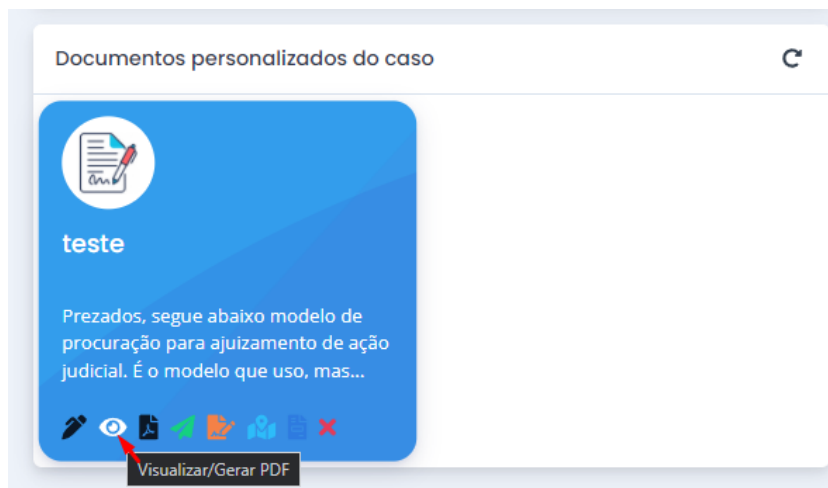 Documentos personalizados do caso
teste
Prezados, segue abaixo modelo de
procuração para ajuizamento de ação
judicial. É o modelo que uso, mas...
Visualizar/Gerar PDF